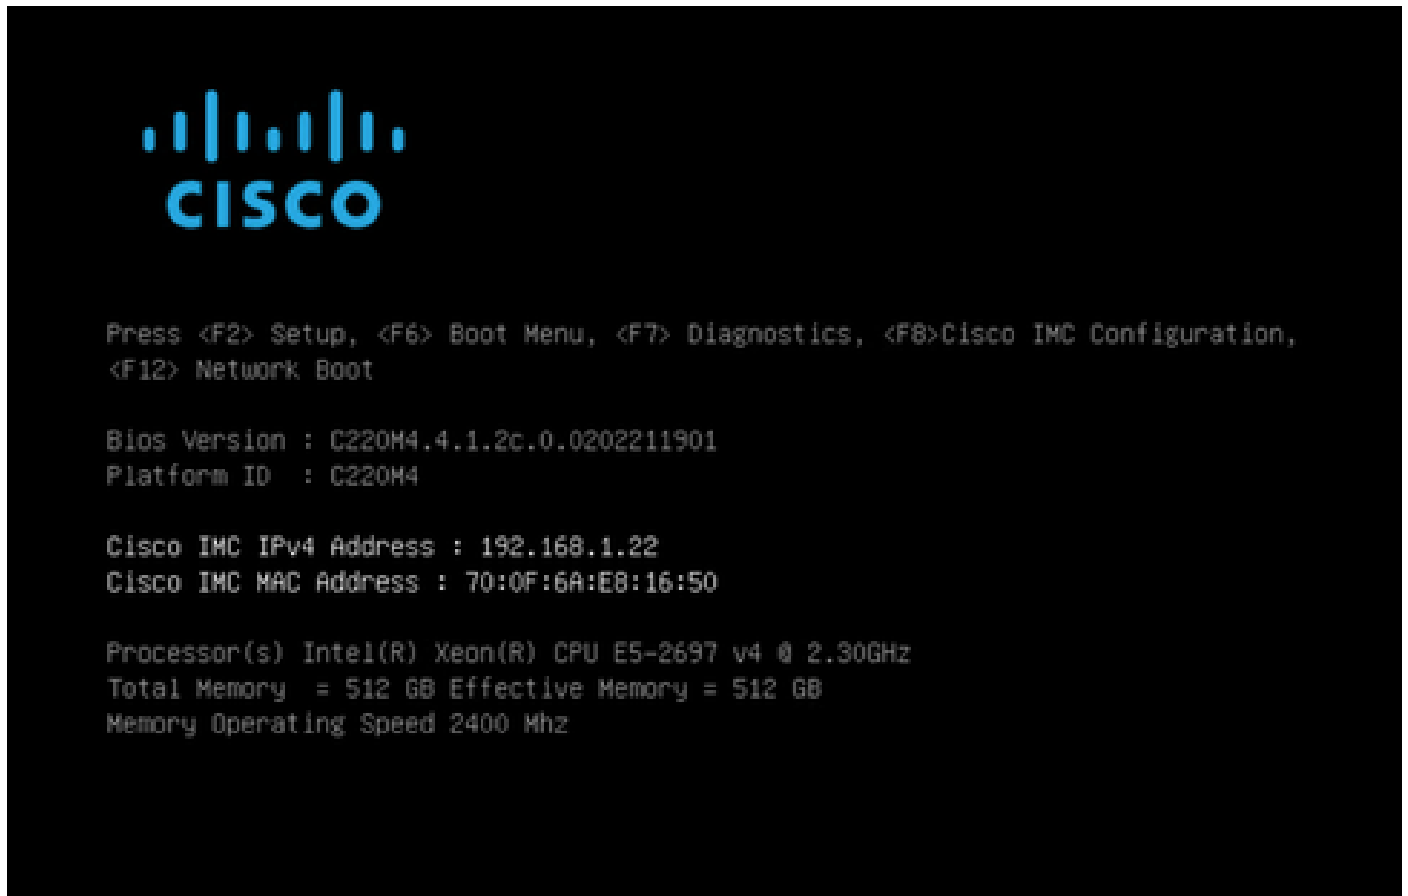 CISCO
Press <F2> Setup, <F6> Boot Menu, <F7> Diagnostics, <F8>Cisco IMC Configuration,
<F12> Network Boot
Bios Version : C220M4.4.1.2c.0.0202211901
Platform ID : C220M4
Cisco IMC IPv4 Address : 192.168.1.22
Cisco IMC MAC Address : 70:0F:6A:E8:16:50
Processor(s) Intel(R) Xeon(R) CPU E5-2697 v4 @ 2.30GHz
Total Memory = 512 GB Effective Memory = 512 GB
Memory Operating Speed 2400 Mhz